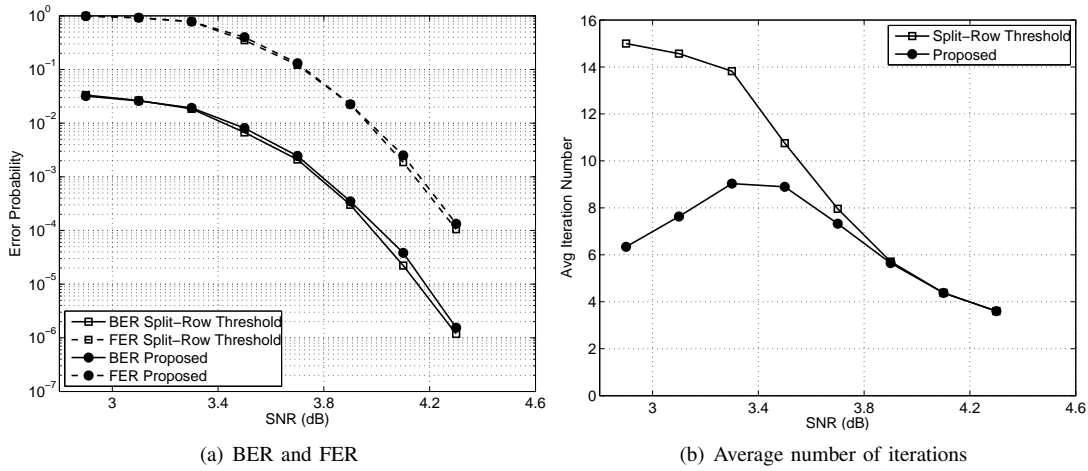 10^0
10^−1
10^−2
10^−3
10^−4
10^−5
10^−6
10^−7
Error Probability
BER Split−Row Threshold
FER Split−Row Threshold
BER Proposed
FER Proposed
3 3.4 3.8 4.2 4.6
SNR (dB)
(a) BER and FER
16
14
12
10
8
6
4
2
0
Avg Iteration Number
Split−Row Threshold
Proposed
3 3.4 3.8 4.2 4.6
SNR (dB)
(b) Average number of iterations